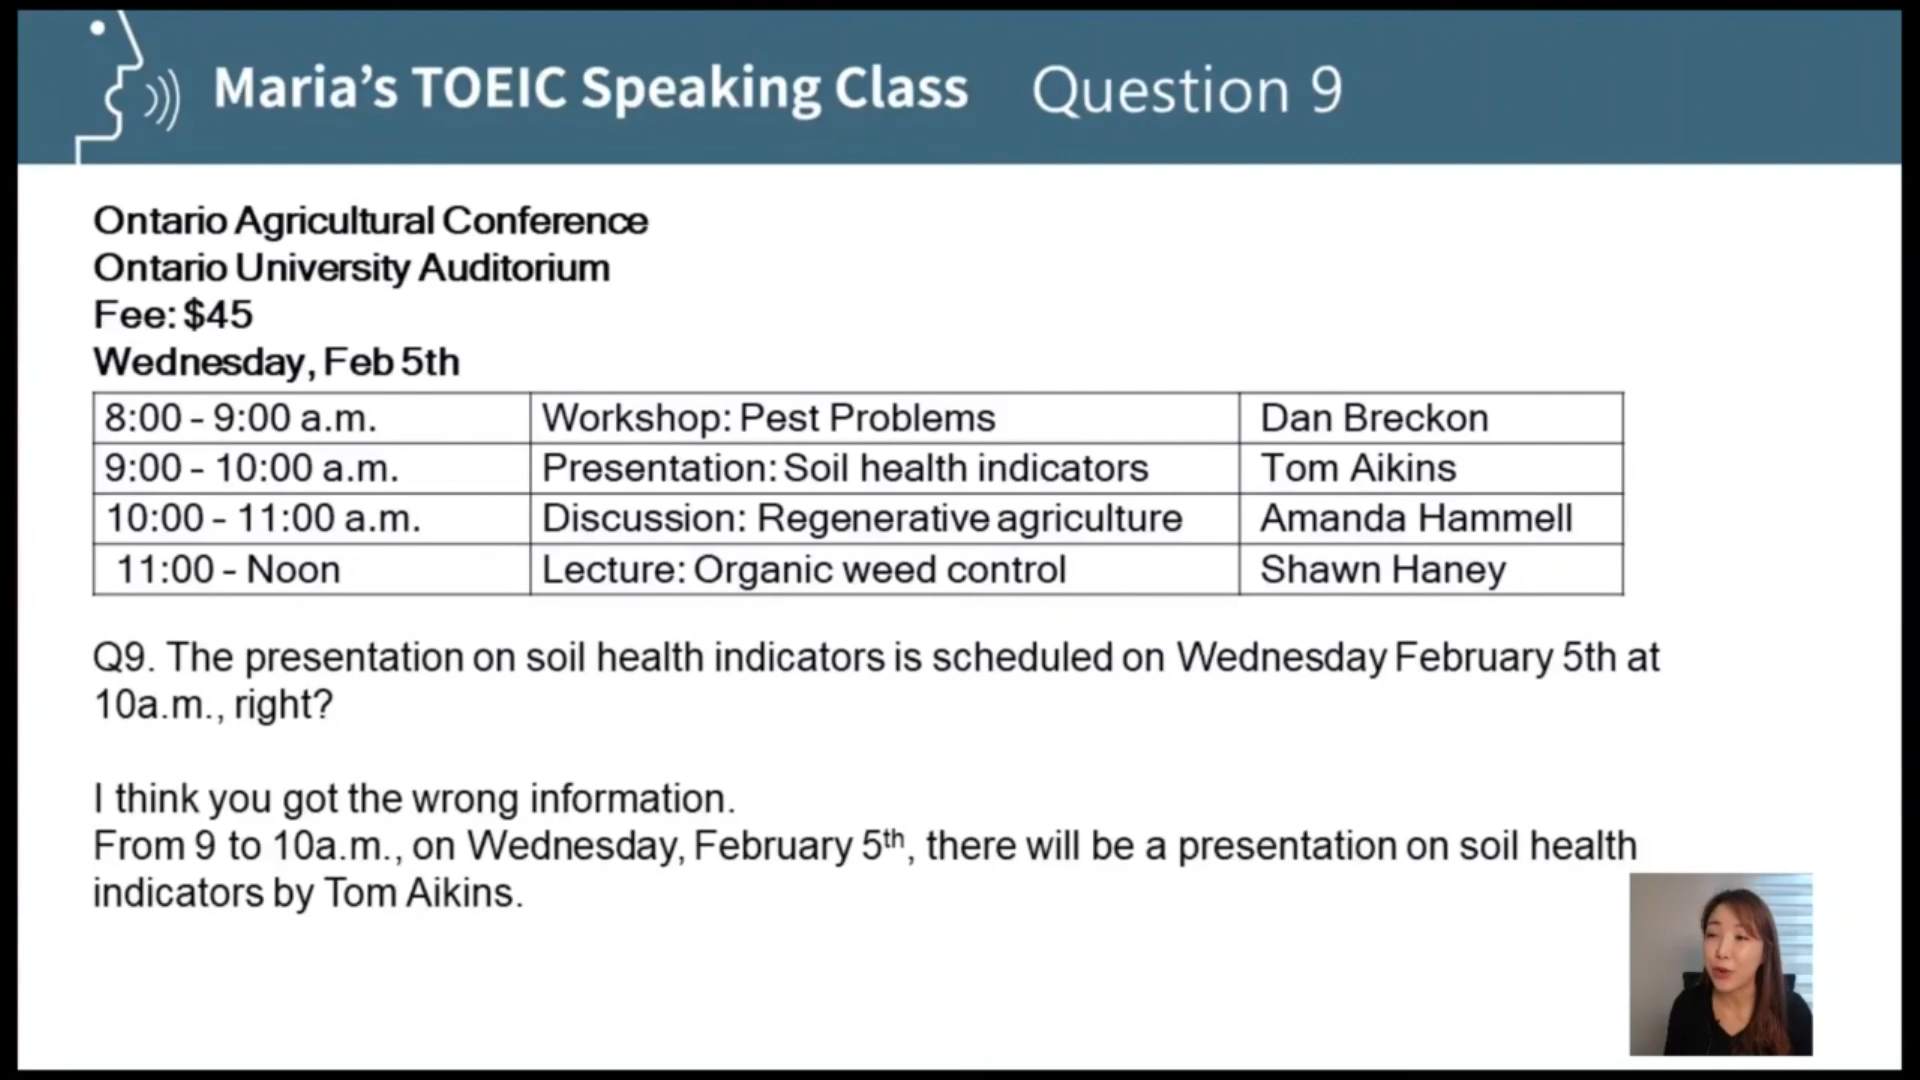 Maria's TOEIC Speaking Class Question 9
Ontario Agricultural Conference
Ontario University Auditorium
Fee: $45
Wednesday, Feb 5th
8:00 – 9:00 a.m. Workshop: Pest Problems Dan Breckon
9:00 – 10:00 a.m. Presentation: Soil health indicators Tom Aikins
10:00 – 11:00 a.m. Discussion: Regenerative agriculture Amanda Hammell
11:00 – Noon Lecture: Organic weed control Shawn Haney
Q9. The presentation on soil health indicators is scheduled on Wednesday February 5th at
10a.m., right?
I think you got the wrong information.
From 9 to 10a.m., on Wednesday, February 5th, there will be a presentation on soil health
indicators by Tom Aikins.